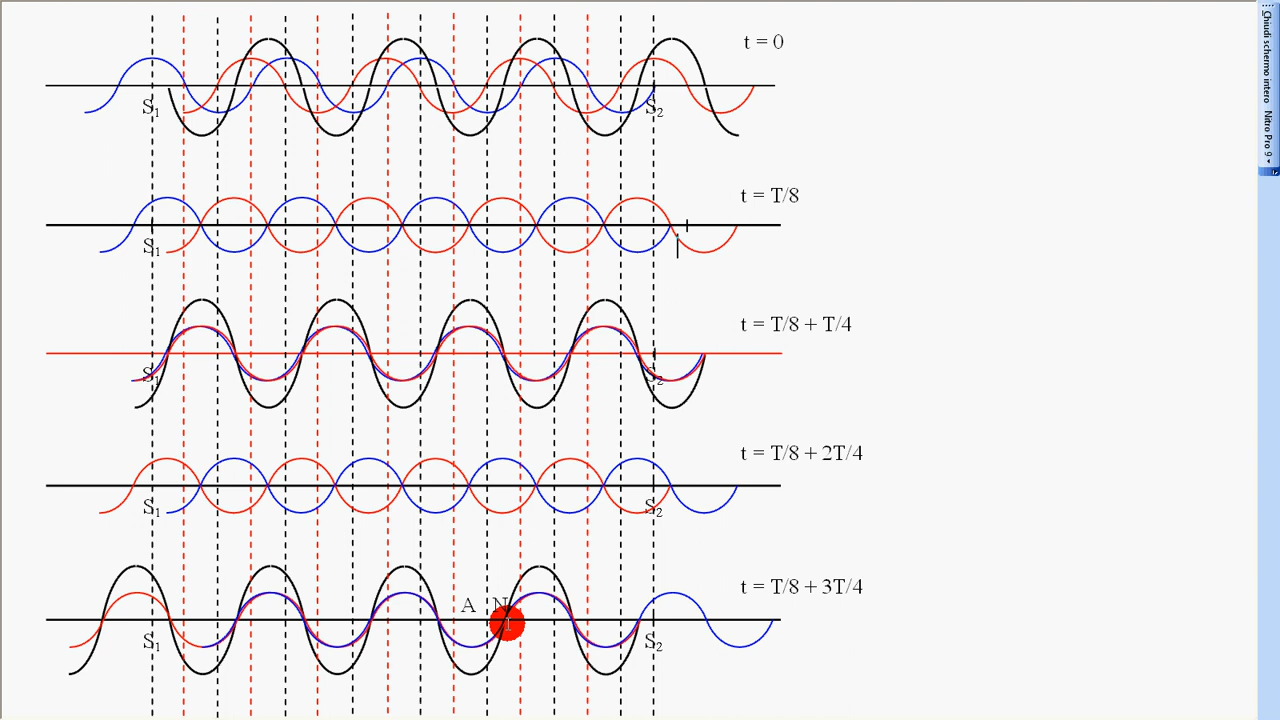 t = 0
S1 S2
t = T/8
S1
t = T/8 + T/4
S1 S2
t = T/8 + 2T/4
S1 S2
t = T/8 + 3T/4
A N
S1 S2
Chiudi schermo intero Nitro Pro 9